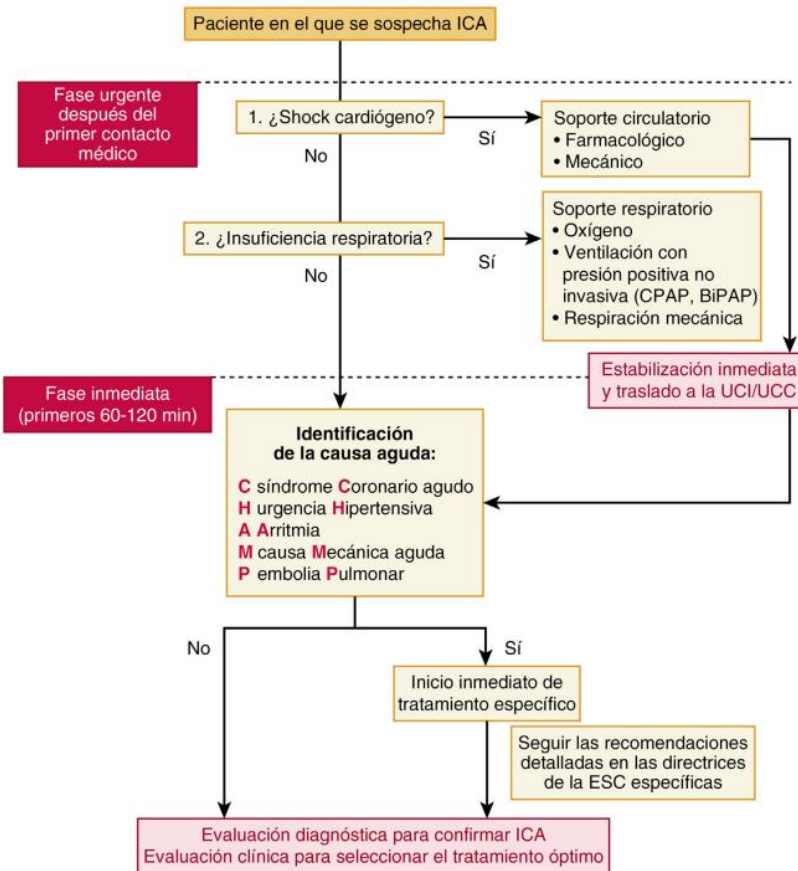 Paciente en el que se sospecha ICA
Fase urgente
después del
primer contacto
médico
1. ¿Shock cardiógeno?
Sí
No
Soporte circulatorio
• Farmacológico
• Mecánico
2. ¿Insuficiencia respiratoria?
Sí
No
Soporte respiratorio
• Oxígeno
• Ventilación con
presión positiva no
invasiva (CPAP, BiPAP)
• Respiración mecánica
Estabilización inmediata
y traslado a la UCI/UCC
Fase inmediata
(primeros 60-120 min)
Identificación
de la causa aguda:
C síndrome Coronario agudo
H urgencia Hipertensiva
A Arritmia
M causa Mecánica aguda
P embolia Pulmonar
No
Sí
Inicio inmediato de
tratamiento específico
Seguir las recomendaciones
detalladas en las directrices
de la ESC específicas
Evaluación diagnóstica para confirmar ICA
Evaluación clínica para seleccionar el tratamiento óptimo